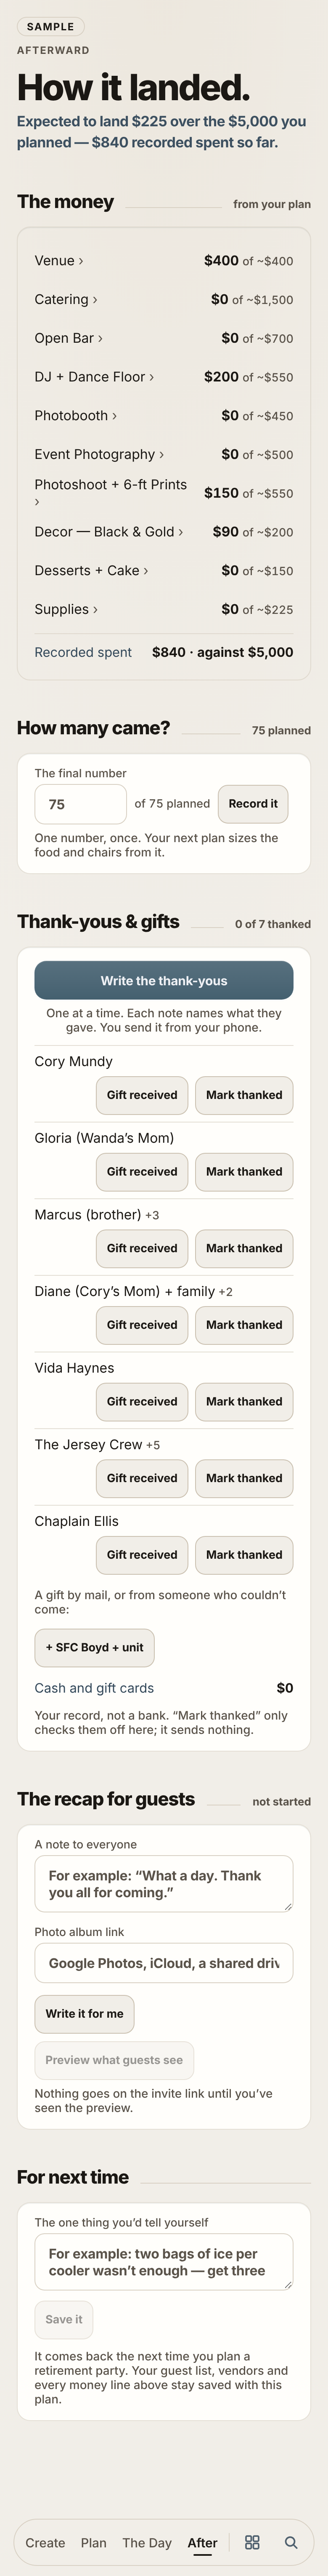 SAMPLE
AFTERWARD
How it landed.
Expected to land $225 over the $5,000 you
planned — $840 recorded spent so far.
The money
from your plan
Venue › $400 of ~$400
Catering › $0 of ~$1,500
Open Bar › $0 of ~$700
DJ + Dance Floor › $200 of ~$550
Photobooth › $0 of ~$450
Event Photography › $0 of ~$500
Photoshoot + 6-ft Prints › $150 of ~$550
Decor — Black & Gold › $90 of ~$200
Desserts + Cake › $0 of ~$150
Supplies › $0 of ~$225
Recorded spent $840 · against $5,000
How many came?
75 planned
The final number
75 of 75 planned Record it
One number, once. Your next plan sizes the
food and chairs from it.
Thank-yous & gifts
0 of 7 thanked
Write the thank-yous
One at a time. Each note names what they
gave. You send it from your phone.
Cory Mundy
Gift received Mark thanked
Gloria (Wanda’s Mom)
Gift received Mark thanked
Marcus (brother) +3
Gift received Mark thanked
Diane (Cory’s Mom) + family +2
Gift received Mark thanked
Vida Haynes
Gift received Mark thanked
The Jersey Crew +5
Gift received Mark thanked
Chaplain Ellis
Gift received Mark thanked
A gift by mail, or from someone who couldn’t
come:
+ SFC Boyd + unit
Cash and gift cards $0
Your record, not a bank. “Mark thanked” only
checks them off here; it sends nothing.
The recap for guests
not started
A note to everyone
For example: “What a day. Thank
you all for coming.”
Photo album link
Google Photos, iCloud, a shared driv
Write it for me
Preview what guests see
Nothing goes on the invite link until you’ve
seen the preview.
For next time
The one thing you’d tell yourself
For example: two bags of ice per
cooler wasn’t enough — get three
Save it
It comes back the next time you plan a
retirement party. Your guest list, vendors and
every money line above stay saved with this
plan.
Create Plan The Day After